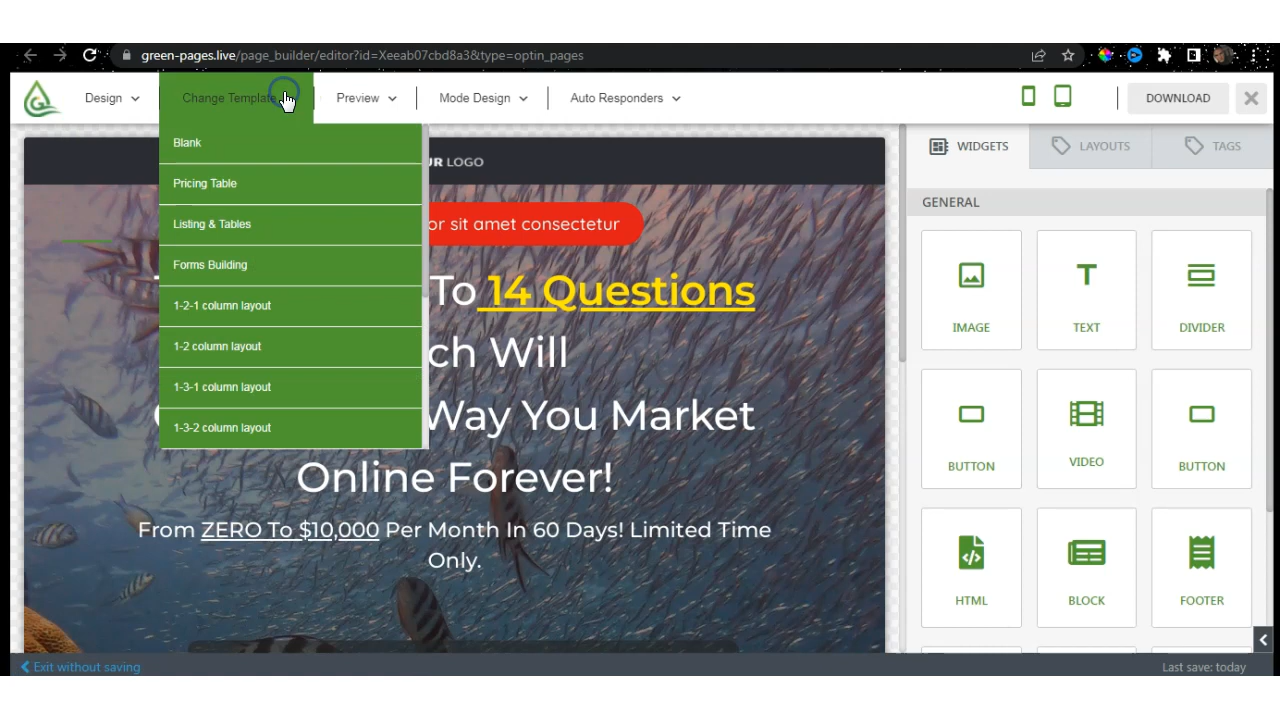 green-pages.live/page_builder/editor?id=Xeeab07cbd8a3&type=optin_pages
Design
Change Template
Preview
Mode Design
Auto Responders
DOWNLOAD
Blank
Pricing Table
Listing & Tables
Forms Building
1-2-1 column layout
1-2 column layout
1-3-1 column layout
1-3-2 column layout
UR LOGO
or sit amet consectetur
To 14 Questions
ch Will
Way You Market
Online Forever!
From ZERO To $10,000 Per Month In 60 Days! Limited Time
Only.
WIDGETS
LAYOUTS
TAGS
GENERAL
IMAGE
TEXT
DIVIDER
BUTTON
VIDEO
BUTTON
HTML
BLOCK
FOOTER
Exit without saving
Last save: today